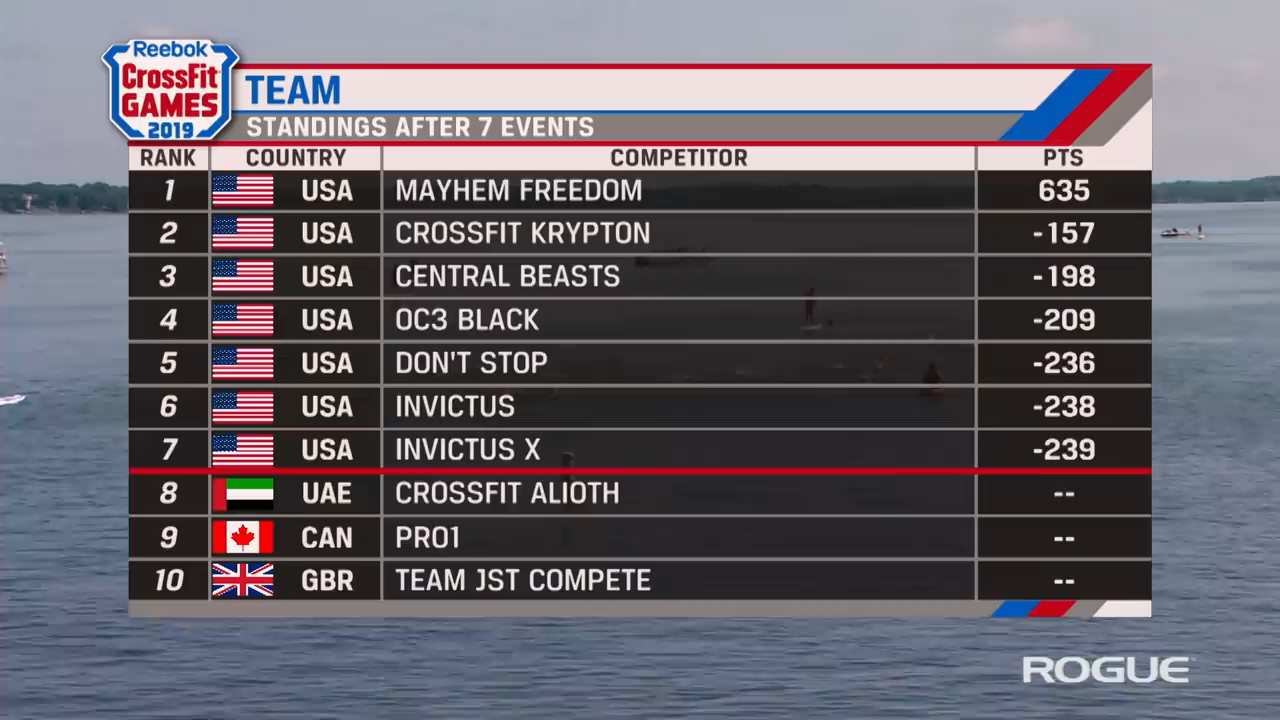 Reebok
CrossFit
GAMES
2019
TEAM
STANDINGS AFTER 7 EVENTS
RANK COUNTRY COMPETITOR PTS
1 USA MAYHEM FREEDOM 635
2 USA CROSSFIT KRYPTON -157
3 USA CENTRAL BEASTS -198
4 USA OC3 BLACK -209
5 USA DON'T STOP -236
6 USA INVICTUS -238
7 USA INVICTUS X -239
8 UAE CROSSFIT ALIOTH --
9 CAN PRO1 --
10 GBR TEAM JST COMPETE --
ROGUE